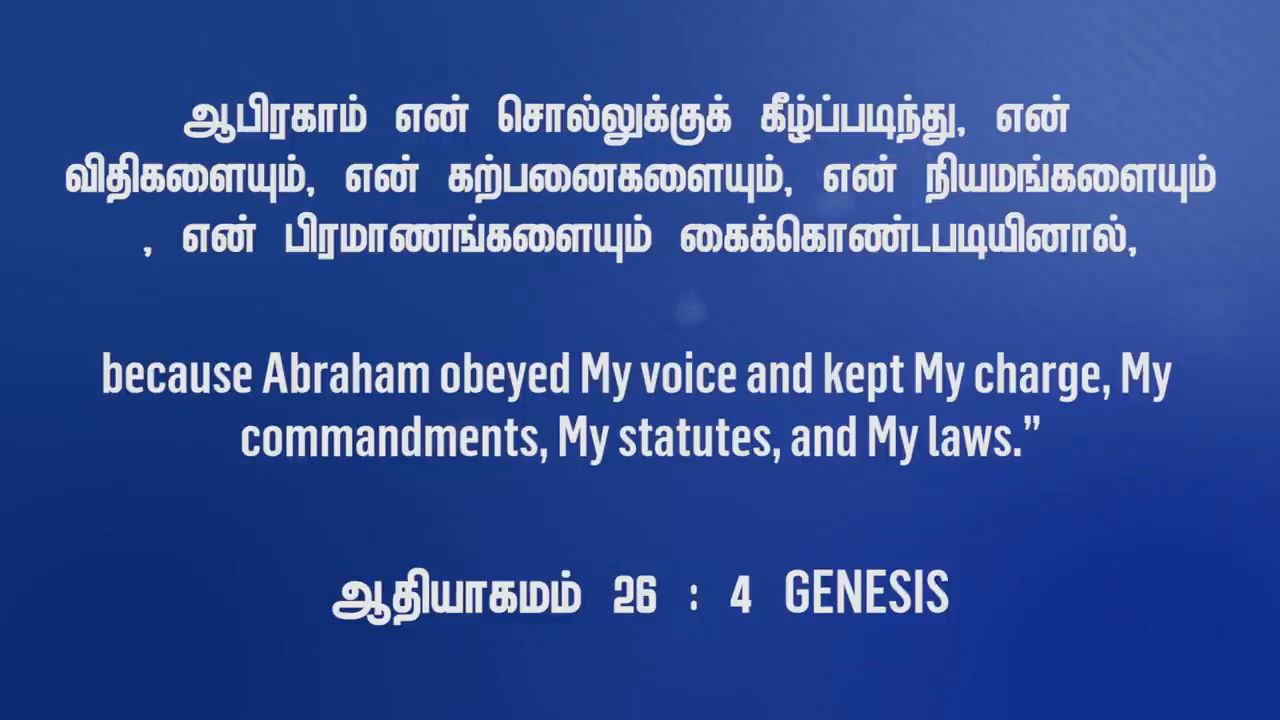 ஆபிரகாம் என் சொல்லுக்குக் கீழ்ப்படிந்து, என்
விதிகளையும், என் கற்பனைகளையும், என் நியமங்களையும்
, என் பிரமாணங்களையும் கைக்கொண்டபடியினால்,
because Abraham obeyed My voice and kept My charge, My
commandments, My statutes, and My laws.”
ஆதியாகமம் 26 : 4 GENESIS